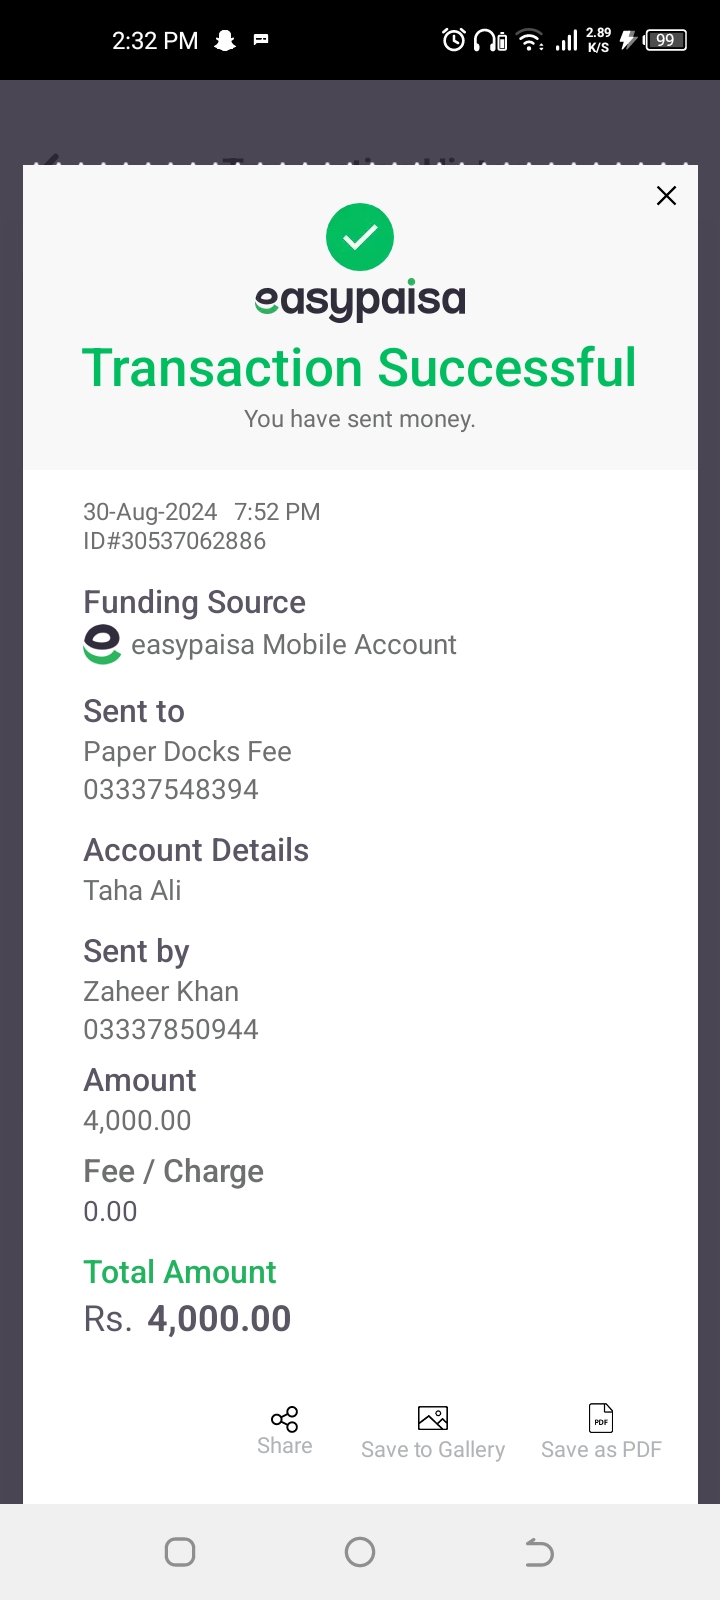 2:32 PM 2.89 K/S 99
easypaisa
Transaction Successful
You have sent money.
30-Aug-2024 7:52 PM
ID#30537062886
Funding Source
easypaisa Mobile Account
Sent to
Paper Docks Fee
03337548394
Account Details
Taha Ali
Sent by
Zaheer Khan
03337850944
Amount
4,000.00
Fee / Charge
0.00
Total Amount
Rs. 4,000.00
PDF
Share Save to Gallery Save as PDF